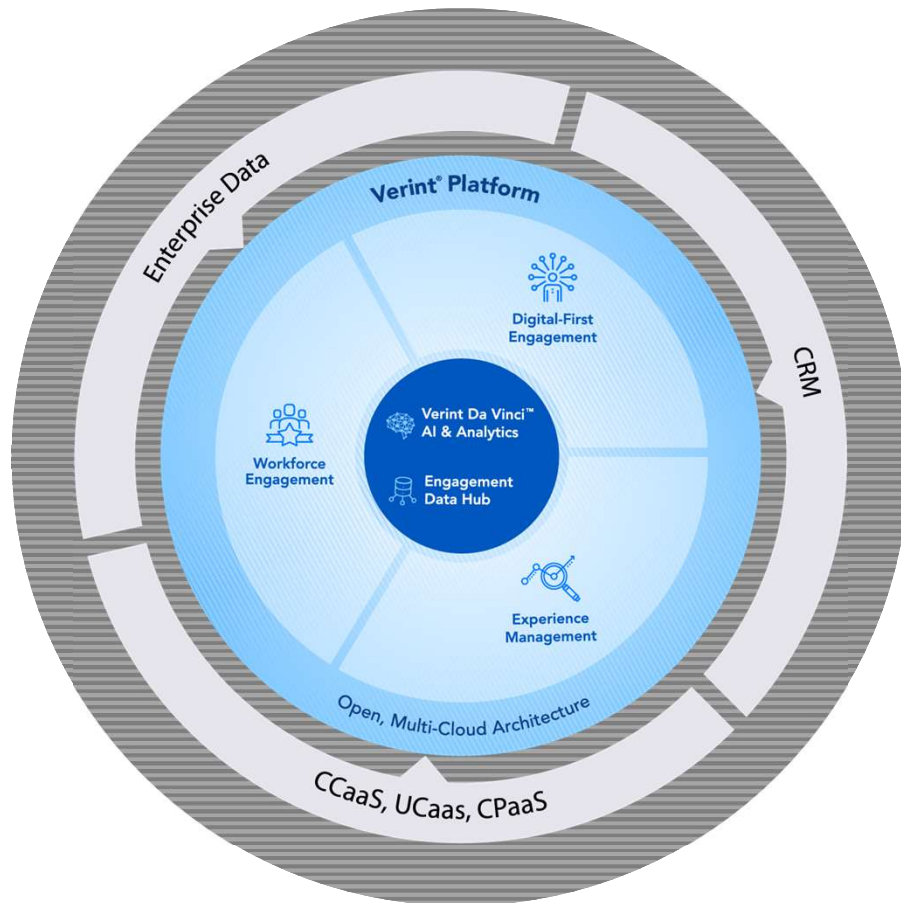 Enterprise Data
Verint® Platform
Digital-First
Engagement
CRM
Verint Da Vinci™
AI & Analytics
Workforce
Engagement
Engagement
Data Hub
Experience
Management
Open, Multi-Cloud Architecture
CCaaS, UCaas, CPaaS